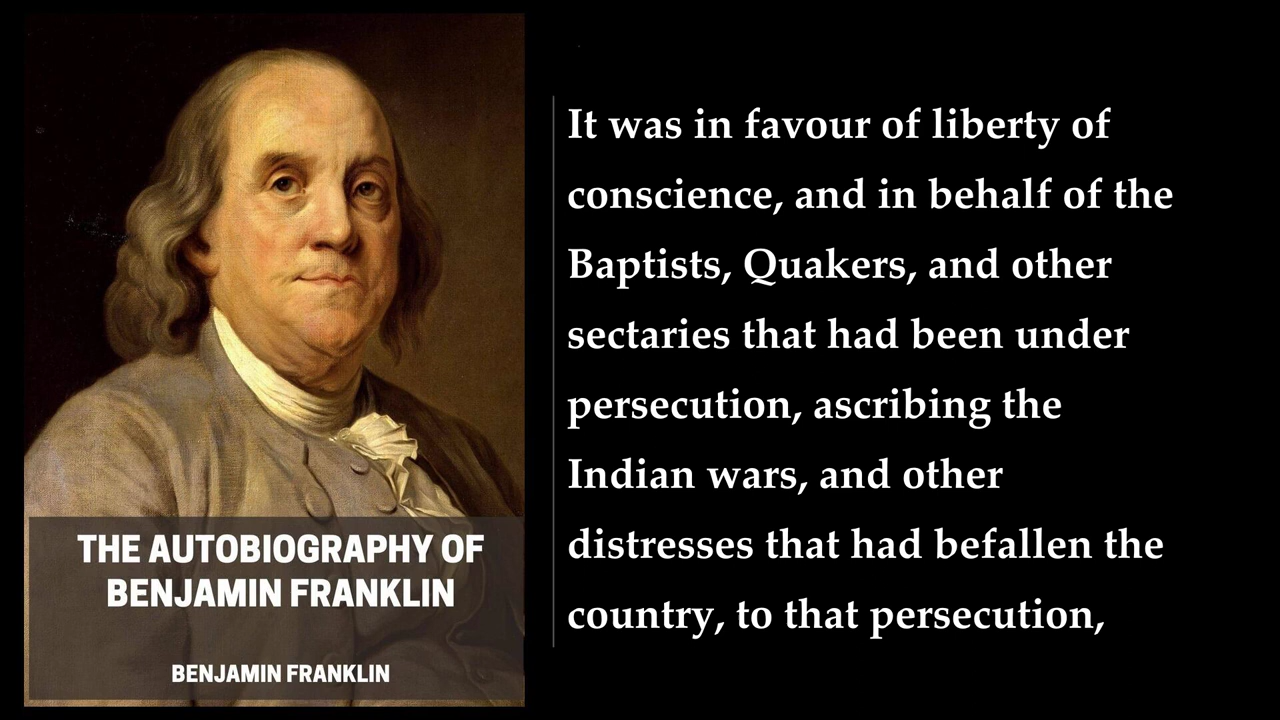 THE AUTOBIOGRAPHY OF
BENJAMIN FRANKLIN
BENJAMIN FRANKLIN
It was in favour of liberty of
conscience, and in behalf of the
Baptists, Quakers, and other
sectaries that had been under
persecution, ascribing the
Indian wars, and other
distresses that had befallen the
country, to that persecution,